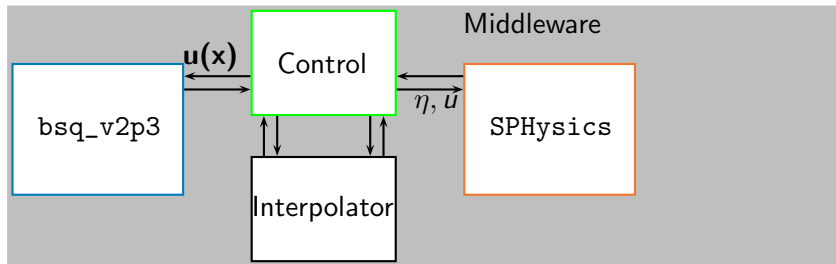 Middleware
u(x)
Control
η, u
bsq_v2p3
SPHysics
Interpolator